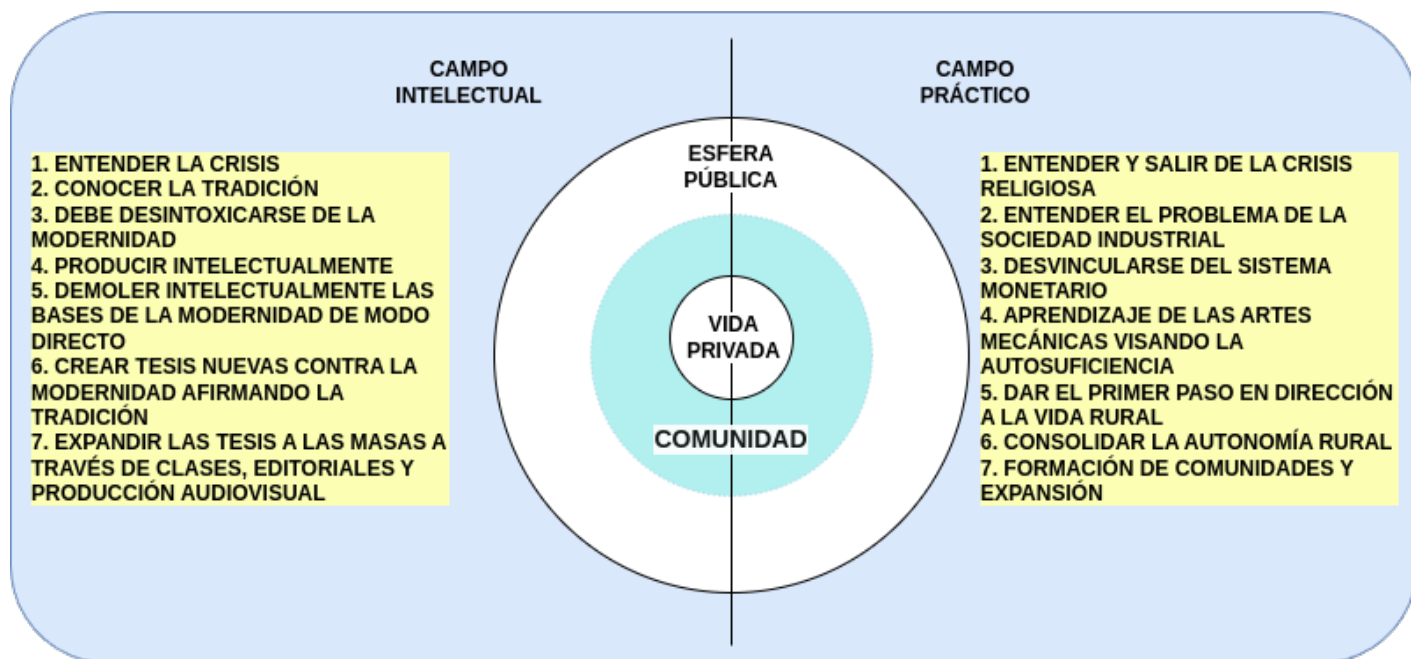 CAMPO
INTELECTUAL
CAMPO
PRÁCTICO
1. ENTENDER LA CRISIS
2. CONOCER LA TRADICIÓN
3. DEBE DESINTOXICARSE DE LA
MODERNIDAD
4. PRODUCIR INTELECTUALMENTE
5. DEMOLER INTELECTUALMENTE LAS
BASES DE LA MODERNIDAD DE MODO
DIRECTO
6. CREAR TESIS NUEVAS CONTRA LA
MODERNIDAD AFIRMANDO LA
TRADICIÓN
7. EXPANDIR LAS TESIS A LAS MASAS A
TRAVÉS DE CLASES, EDITORIALES Y
PRODUCCIÓN AUDIOVISUAL
ESFERA
PÚBLICA
VIDA
PRIVADA
COMUNIDAD
1. ENTENDER Y SALIR DE LA CRISIS
RELIGIOSA
2. ENTENDER EL PROBLEMA DE LA
SOCIEDAD INDUSTRIAL
3. DESVINCULARSE DEL SISTEMA
MONETARIO
4. APRENDIZAJE DE LAS ARTES
MECÁNICAS VISANDO LA
AUTOSUFICIENCIA
5. DAR EL PRIMER PASO EN DIRECCIÓN
A LA VIDA RURAL
6. CONSOLIDAR LA AUTONOMÍA RURAL
7. FORMACIÓN DE COMUNIDADES Y
EXPANSIÓN